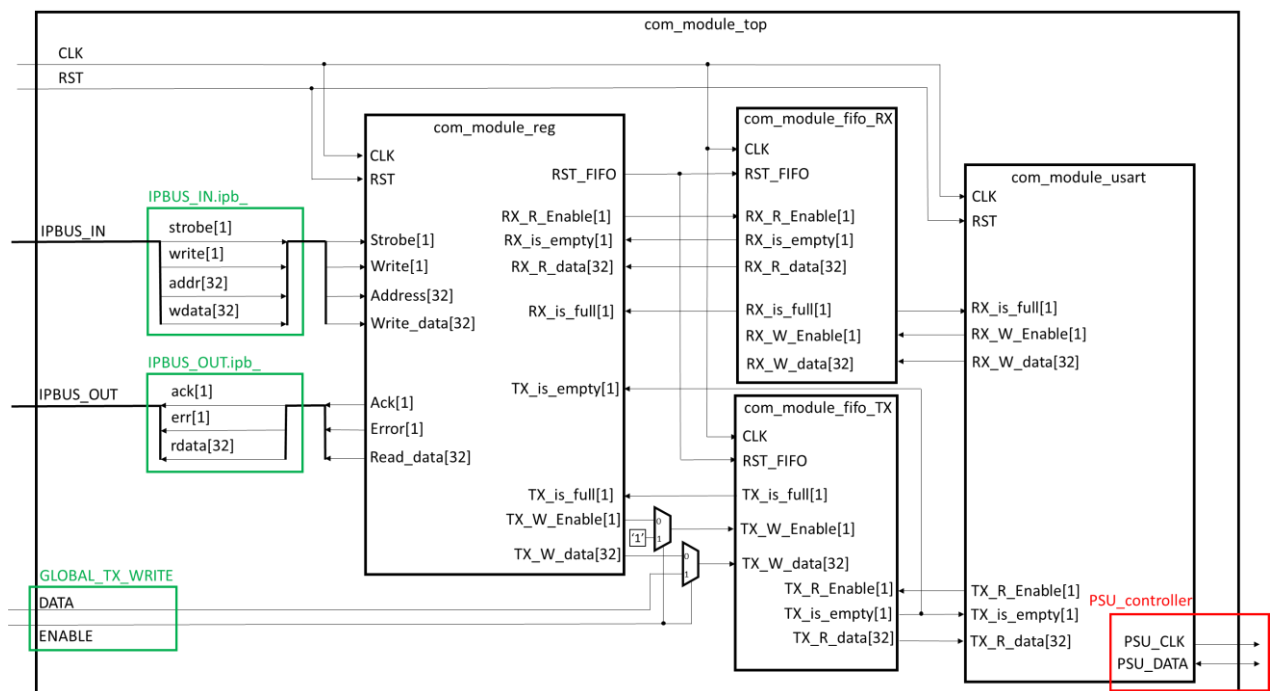 com_module_top
CLK
RST
com_module_reg
CLK
RST
RST_FIFO
RX_R_Enable[1]
RX_is_empty[1]
RX_R_data[32]
RX_is_full[1]
TX_is_empty[1]
Strobe[1]
Write[1]
Address[32]
Write_data[32]
Ack[1]
Error[1]
Read_data[32]
TX_is_full[1]
TX_W_Enable[1]
TX_W_data[32]
IPBUS_IN.ipb_
IPBUS_IN
strobe[1]
write[1]
addr[32]
wdata[32]
IPBUS_OUT.ipb_
IPBUS_OUT
ack[1]
err[1]
rdata[32]
GLOBAL_TX_WRITE
DATA
ENABLE
0
'1'
1
0
1
com_module_fifo_RX
CLK
RST_FIFO
RX_R_Enable[1]
RX_is_empty[1]
RX_R_data[32]
RX_is_full[1]
RX_W_Enable[1]
RX_W_data[32]
com_module_fifo_TX
CLK
RST_FIFO
TX_is_full[1]
TX_W_Enable[1]
TX_W_data[32]
TX_R_Enable[1]
TX_is_empty[1]
TX_R_data[32]
com_module_usart
CLK
RST
RX_is_full[1]
RX_W_Enable[1]
RX_W_data[32]
TX_R_Enable[1]
TX_is_empty[1]
TX_R_data[32]
PSU_controller
PSU_CLK
PSU_DATA